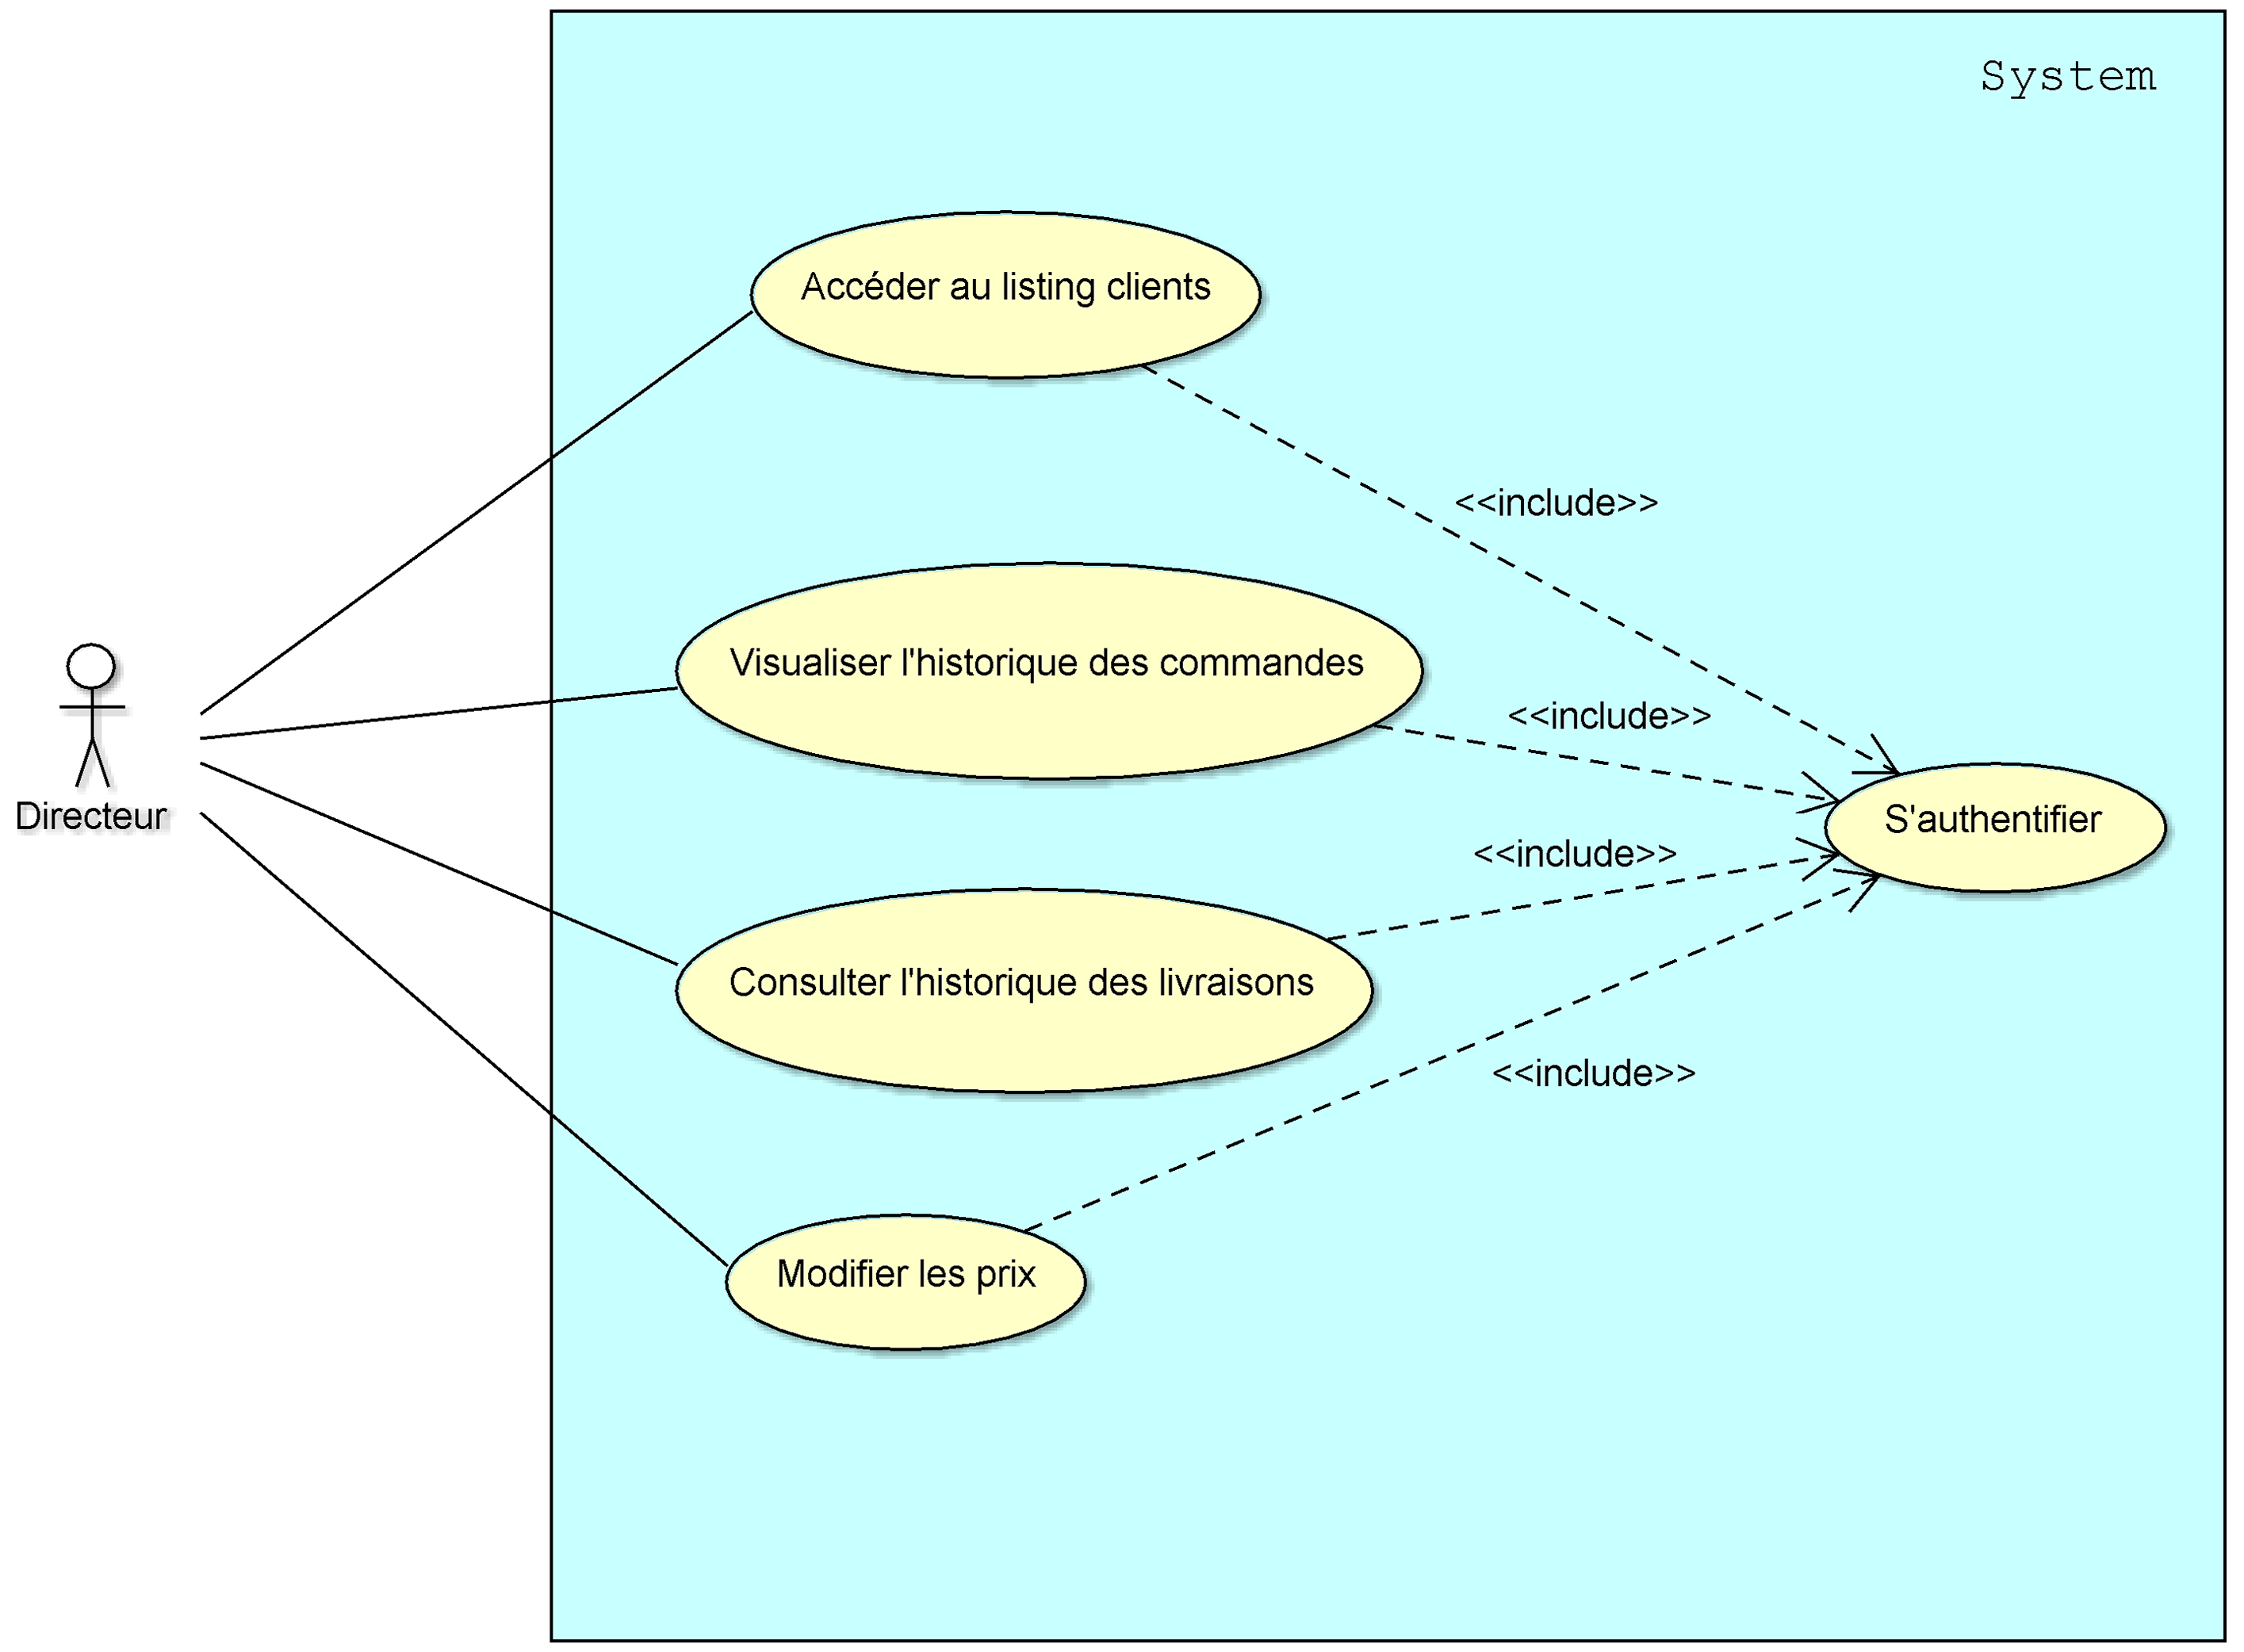 System
Accéder au listing clients
<<include>>
Visualiser l'historique des commandes
<<include>>
Directeur
S'authentifier
<<include>>
Consulter l'historique des livraisons
<<include>>
Modifier les prix